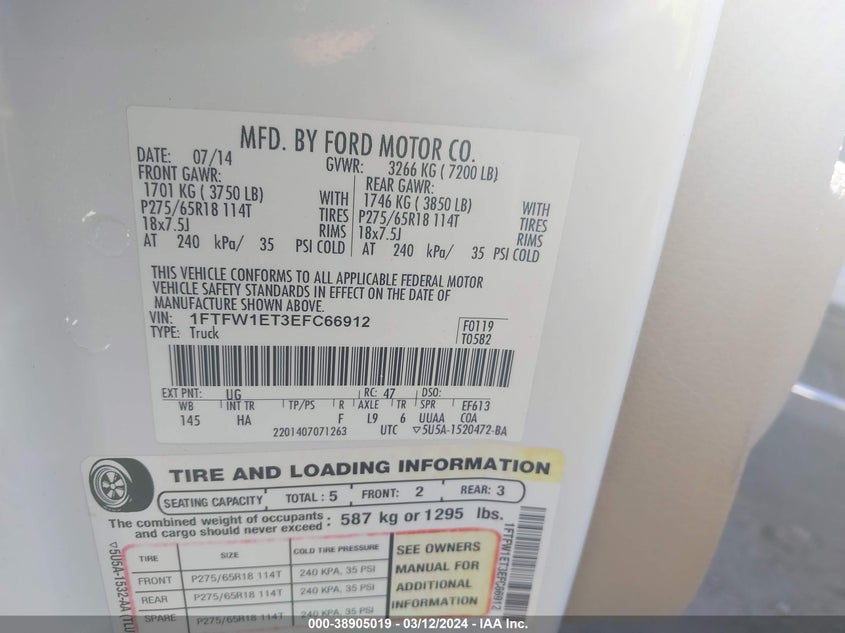 MFD. BY FORD MOTOR CO.
DATE: 07/14 GVWR: 3266 KG ( 7200 LB)
FRONT GAWR: REAR GAWR:
1701 KG ( 3750 LB) WITH 1746 KG ( 3850 LB) WITH
P275/65R18 114T TIRES P275/65R18 114T TIRES
18x7.5J RIMS 18x7.5J RIMS
AT 240 kPa/ 35 PSI COLD AT 240 kPa/ 35 PSI COLD
THIS VEHICLE CONFORMS TO ALL APPLICABLE FEDERAL MOTOR
VEHICLE SAFETY STANDARDS IN EFFECT ON THE DATE OF
MANUFACTURE SHOWN ABOVE.
VIN: 1FTFW1ET3EFC66912 F0119
TYPE: Truck T0582
EXT PNT: UG RC: 47 DSO:
WB INT TR TP/PS R AXLE TR SPR EF613
145 HA F L9 6 UUAA COA
2201407071263 UTC ▽5U5A-1520472-BA
TIRE AND LOADING INFORMATION
SEATING CAPACITY TOTAL : 5 FRONT: 2 REAR: 3
The combined weight of occupants and cargo should never exceed : 587 kg or 1295 lbs.
TIRE SIZE COLD TIRE PRESSURE
FRONT P275/65R18 114T 240 KPA, 35 PSI
REAR P275/65R18 114T 240 KPA, 35 PSI
SPARE P275/65R18 114T 240 KPA, 35 PSI
SEE OWNERS
MANUAL FOR
ADDITIONAL
INFORMATION
1FTFW1ET3EFC66912
000-38905019 - 03/12/2024 - IAA Inc.